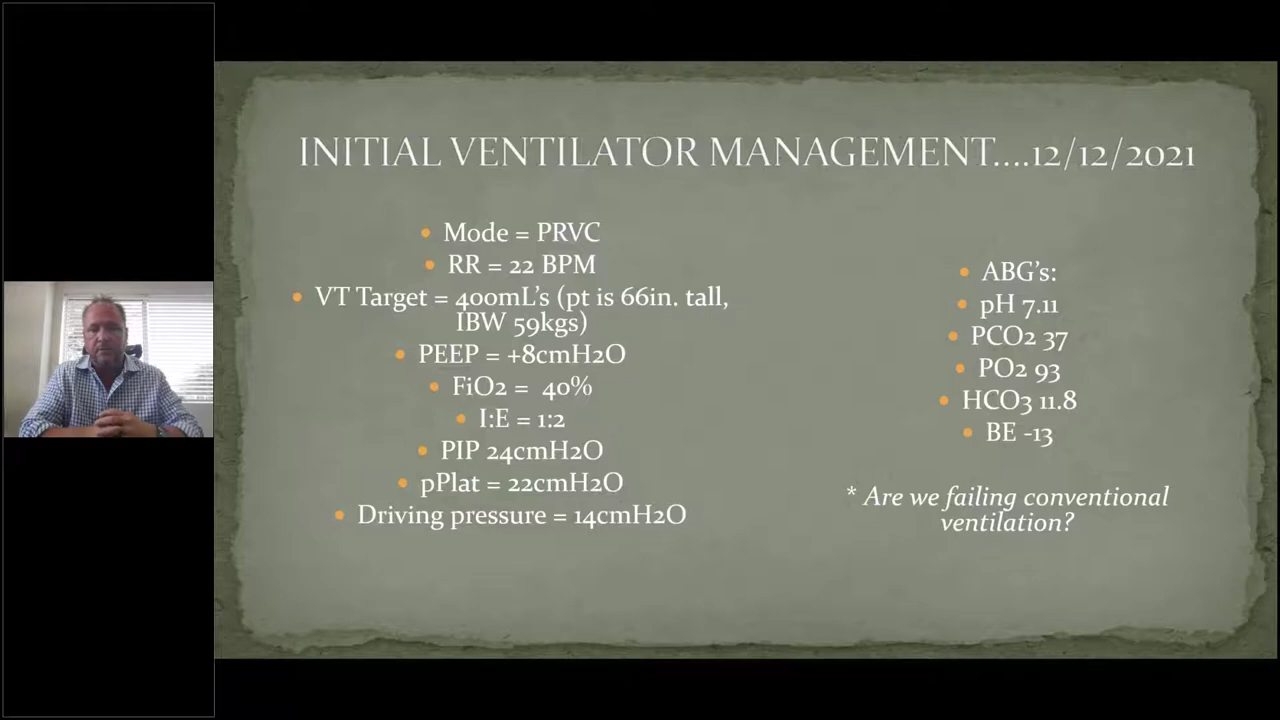 INITIAL VENTILATOR MANAGEMENT....12/12/2021
• Mode = PRVC
• RR = 22 BPM
• VT Target = 400mL's (pt is 66in. tall,
IBW 59kgs)
• PEEP = +8cmH2O
• FiO2 = 40%
• I:E = 1:2
• PIP 24cmH2O
• pPlat = 22cmH2O
• Driving pressure = 14cmH2O
• ABG's:
• pH 7.11
• PCO2 37
• PO2 93
• HCO3 11.8
• BE -13
* Are we failing conventional
ventilation?